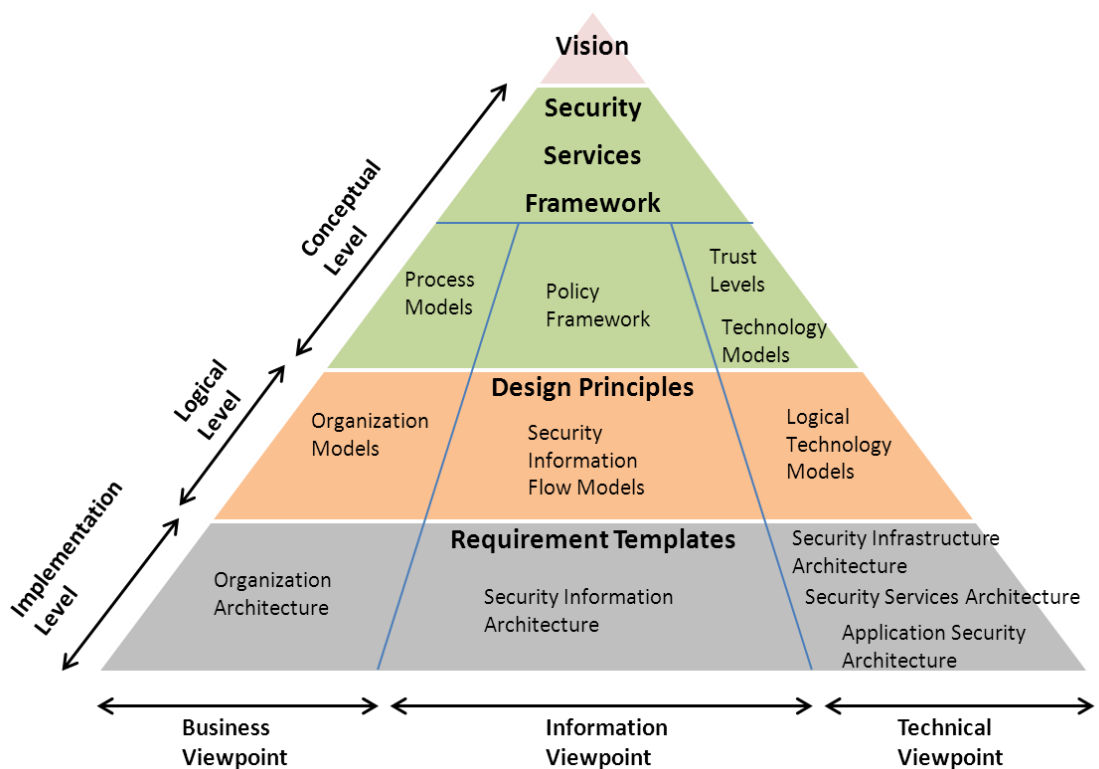 Vision
Security
Services
Framework
Conceptual
Level
Process
Models
Policy
Framework
Trust
Levels
Technology
Models
Logical
Level
Design Principles
Organization
Models
Security
Information
Flow Models
Logical
Technology
Models
Implementation
Level
Requirement Templates
Organization
Architecture
Security Information
Architecture
Security Infrastructure
Architecture
Security Services Architecture
Application Security
Architecture
Business
Viewpoint
Information
Viewpoint
Technical
Viewpoint